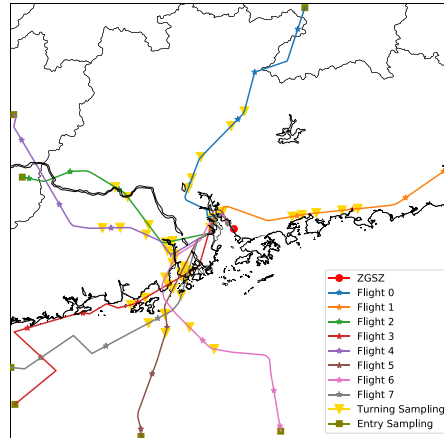 ZGSZ
Flight 0
Flight 1
Flight 2
Flight 3
Flight 4
Flight 5
Flight 6
Flight 7
Turning Sampling
Entry Sampling